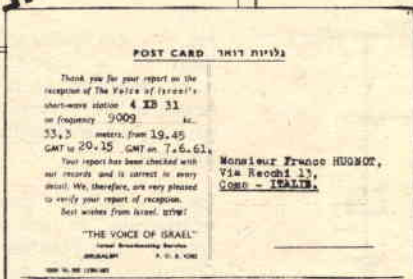 POST CARD גלויות דואר
Thank you for your report on the
reception of The Voice of Israel's
short-wave station 4 XB 31
on frequency 9009 kc.
33,3 meters, from 19.45
GMT to 20.15 GMT on 7.6.61.
Your report has been checked with
our records and is correct in every
detail. We, therefore, are very pleased
to verify your report of reception.
Best wishes from Israel. שלום!
"THE VOICE OF ISRAEL"
Israel Broadcasting Service
JERUSALEM P. O. B.
Monsieur Franco HUGNOT,
Via Recchi 13,
Como - ITALIE.